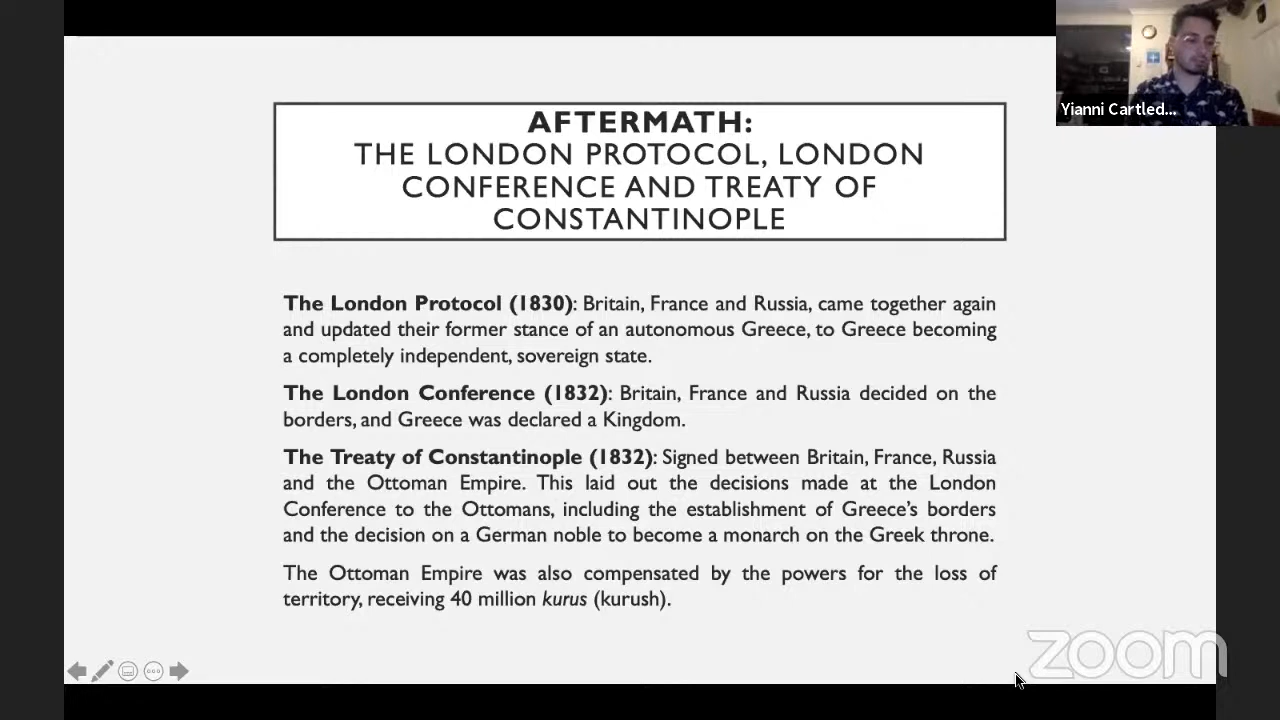 Yianni Cartled...
AFTERMATH:
THE LONDON PROTOCOL, LONDON
CONFERENCE AND TREATY OF
CONSTANTINOPLE
The London Protocol (1830): Britain, France and Russia, came together again
and updated their former stance of an autonomous Greece, to Greece becoming
a completely independent, sovereign state.
The London Conference (1832): Britain, France and Russia decided on the
borders, and Greece was declared a Kingdom.
The Treaty of Constantinople (1832): Signed between Britain, France, Russia
and the Ottoman Empire. This laid out the decisions made at the London
Conference to the Ottomans, including the establishment of Greece's borders
and the decision on a German noble to become a monarch on the Greek throne.
The Ottoman Empire was also compensated by the powers for the loss of
territory, receiving 40 million kurus (kurush).
zoom